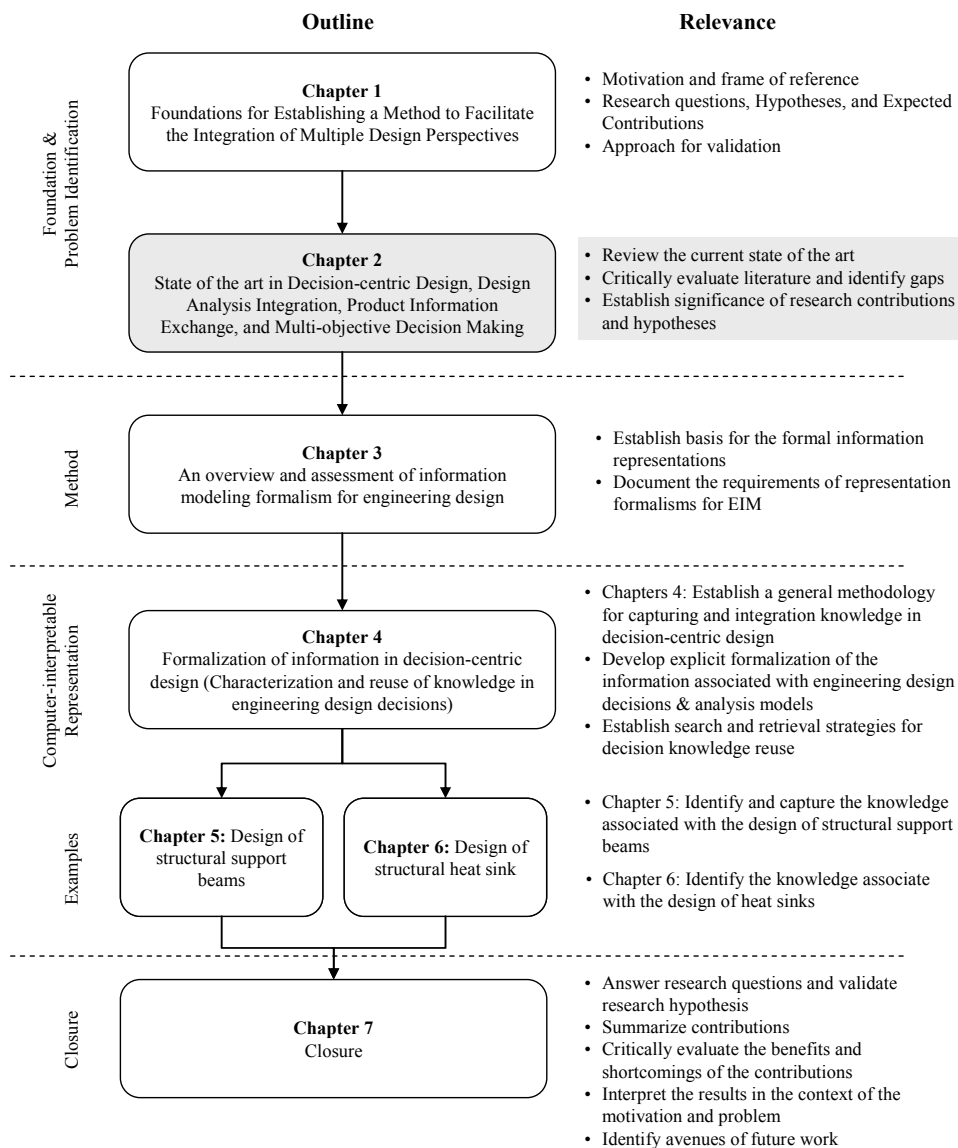 Outline
Relevance
Foundation &
Problem Identification
Chapter 1
Foundations for Establishing a Method to Facilitate
the Integration of Multiple Design Perspectives
• Motivation and frame of reference
• Research questions, Hypotheses, and Expected
Contributions
• Approach for validation
Chapter 2
State of the art in Decision-centric Design, Design
Analysis Integration, Product Information
Exchange, and Multi-objective Decision Making
• Review the current state of the art
• Critically evaluate literature and identify gaps
• Establish significance of research contributions
and hypotheses
Method
Chapter 3
An overview and assessment of information
modeling formalism for engineering design
• Establish basis for the formal information
representations
• Document the requirements of representation
formalisms for EIM
Computer-interpretable
Representation
Chapter 4
Formalization of information in decision-centric
design (Characterization and reuse of knowledge in
engineering design decisions)
• Chapters 4: Establish a general methodology
for capturing and integration knowledge in
decision-centric design
• Develop explicit formalization of the
information associated with engineering design
decisions & analysis models
• Establish search and retrieval strategies for
decision knowledge reuse
Examples
Chapter 5: Design of
structural support
beams
Chapter 6: Design of
structural heat sink
• Chapter 5: Identify and capture the knowledge
associated with the design of structural support
beams
• Chapter 6: Identify the knowledge associate
with the design of heat sinks
Closure
Chapter 7
Closure
• Answer research questions and validate
research hypothesis
• Summarize contributions
• Critically evaluate the benefits and
shortcomings of the contributions
• Interpret the results in the context of the
motivation and problem
• Identify avenues of future work